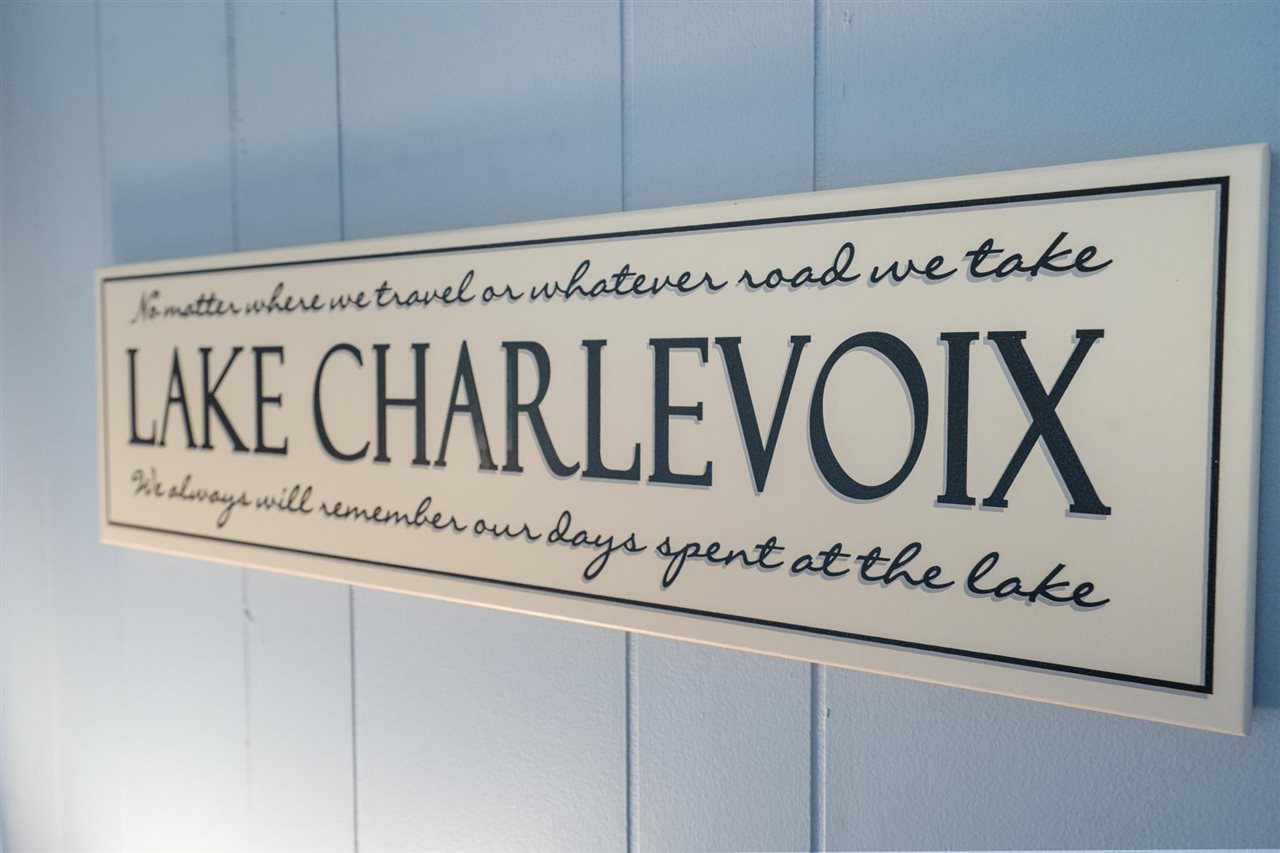 No matter where we travel or whatever road we take
LAKE CHARLEVOIX
We always will remember our days spent at the lake